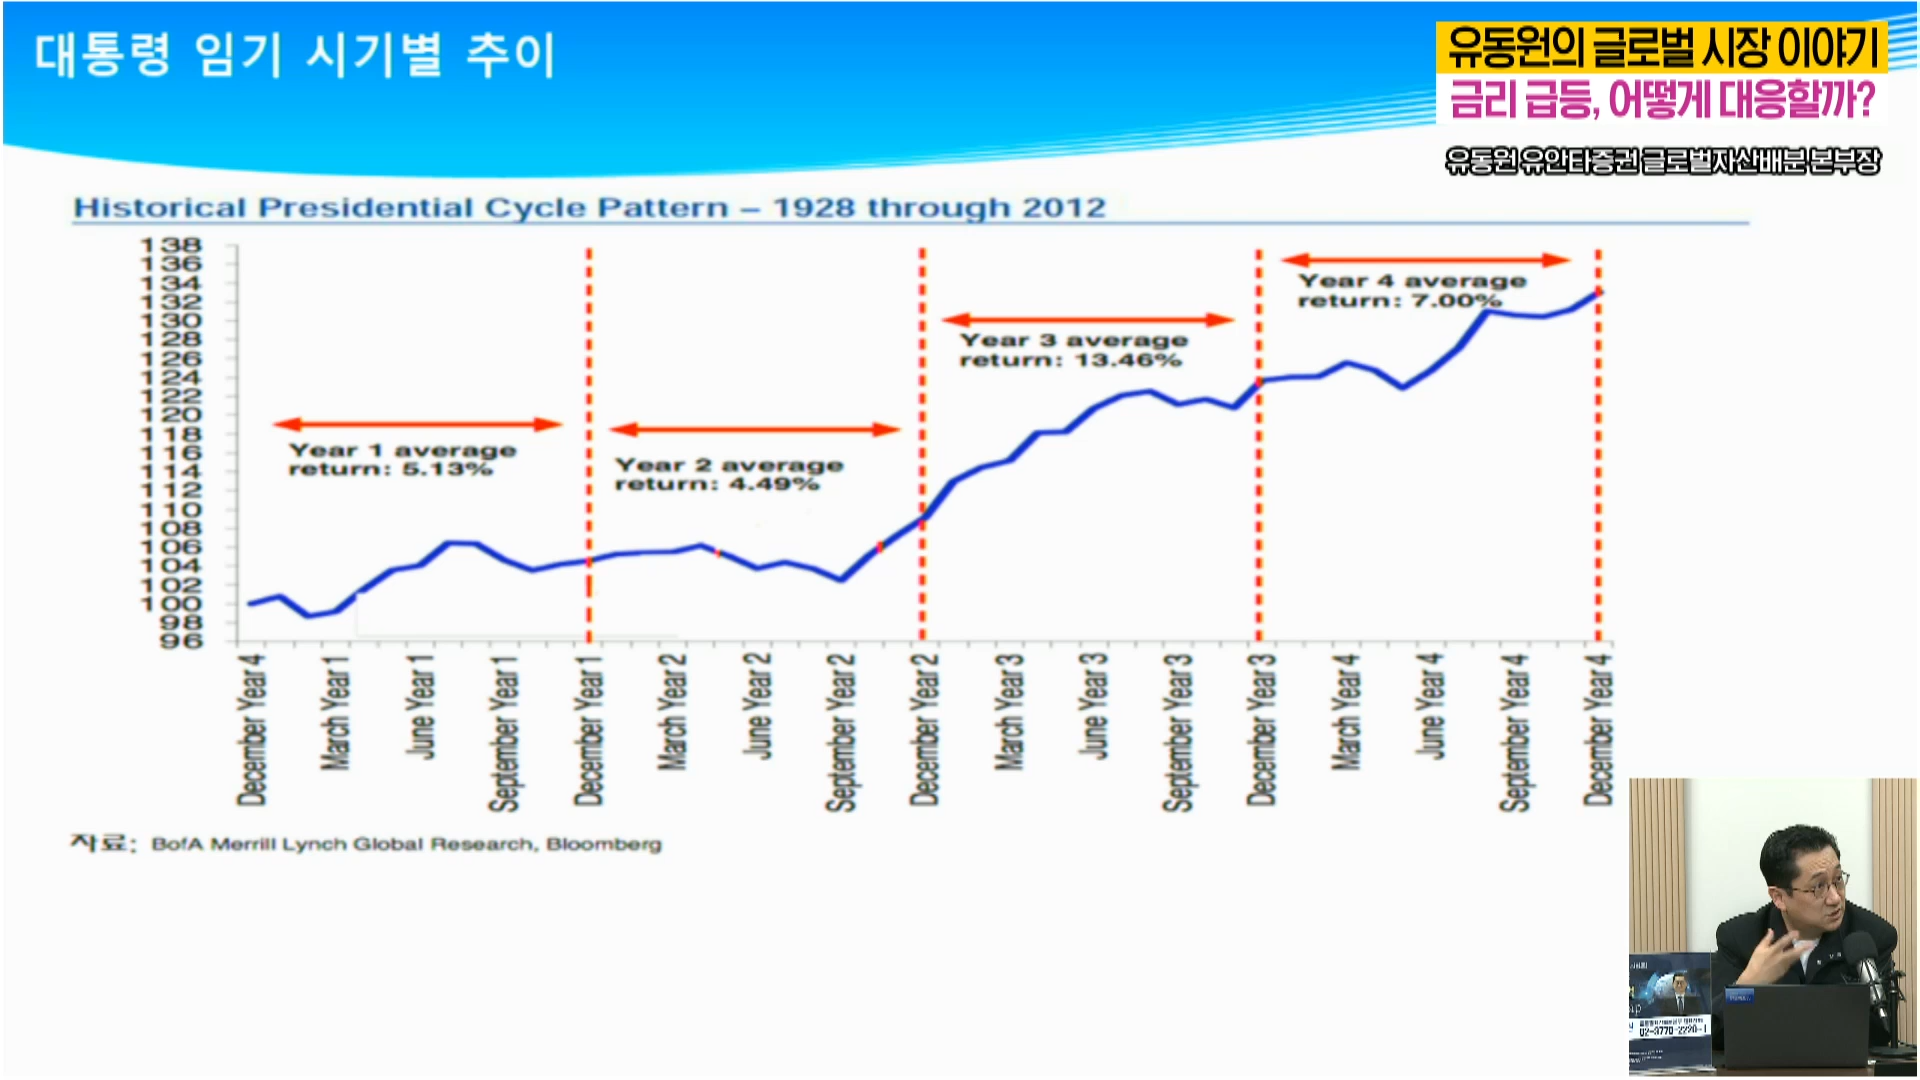 대통령 임기 시기별 추이
유동원의 글로벌 시장 이야기
금리 급등, 어떻게 대응할까?
유동원 유안타증권 글로벌자산배분 본부장
Historical Presidential Cycle Pattern – 1928 through 2012
138
136
134
132
130
128
126
124
122
120
118
116
114
112
110
108
106
104
102
100
98
96
Year 1 average
return: 5.13%
Year 2 average
return: 4.49%
Year 3 average
return: 13.46%
Year 4 average
return: 7.00%
December Year 4
March Year 1
June Year 1
September Year 1
December Year 1
March Year 2
June Year 2
September Year 2
December Year 2
March Year 3
June Year 3
September Year 3
December Year 3
March Year 4
June Year 4
September Year 4
December Year 4
자료: BofA Merrill Lynch Global Research, Bloomberg
02-3770-2220~1